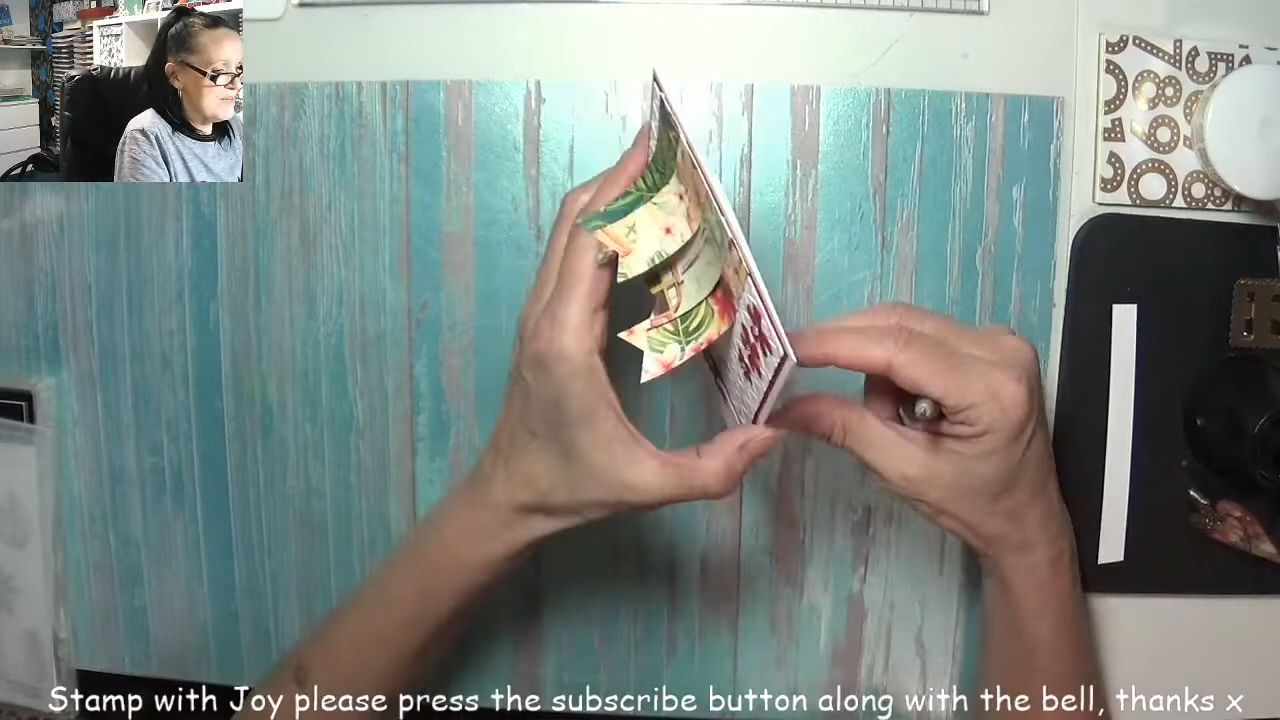 Stamp with Joy please press the subscribe button along with the bell, thanks x